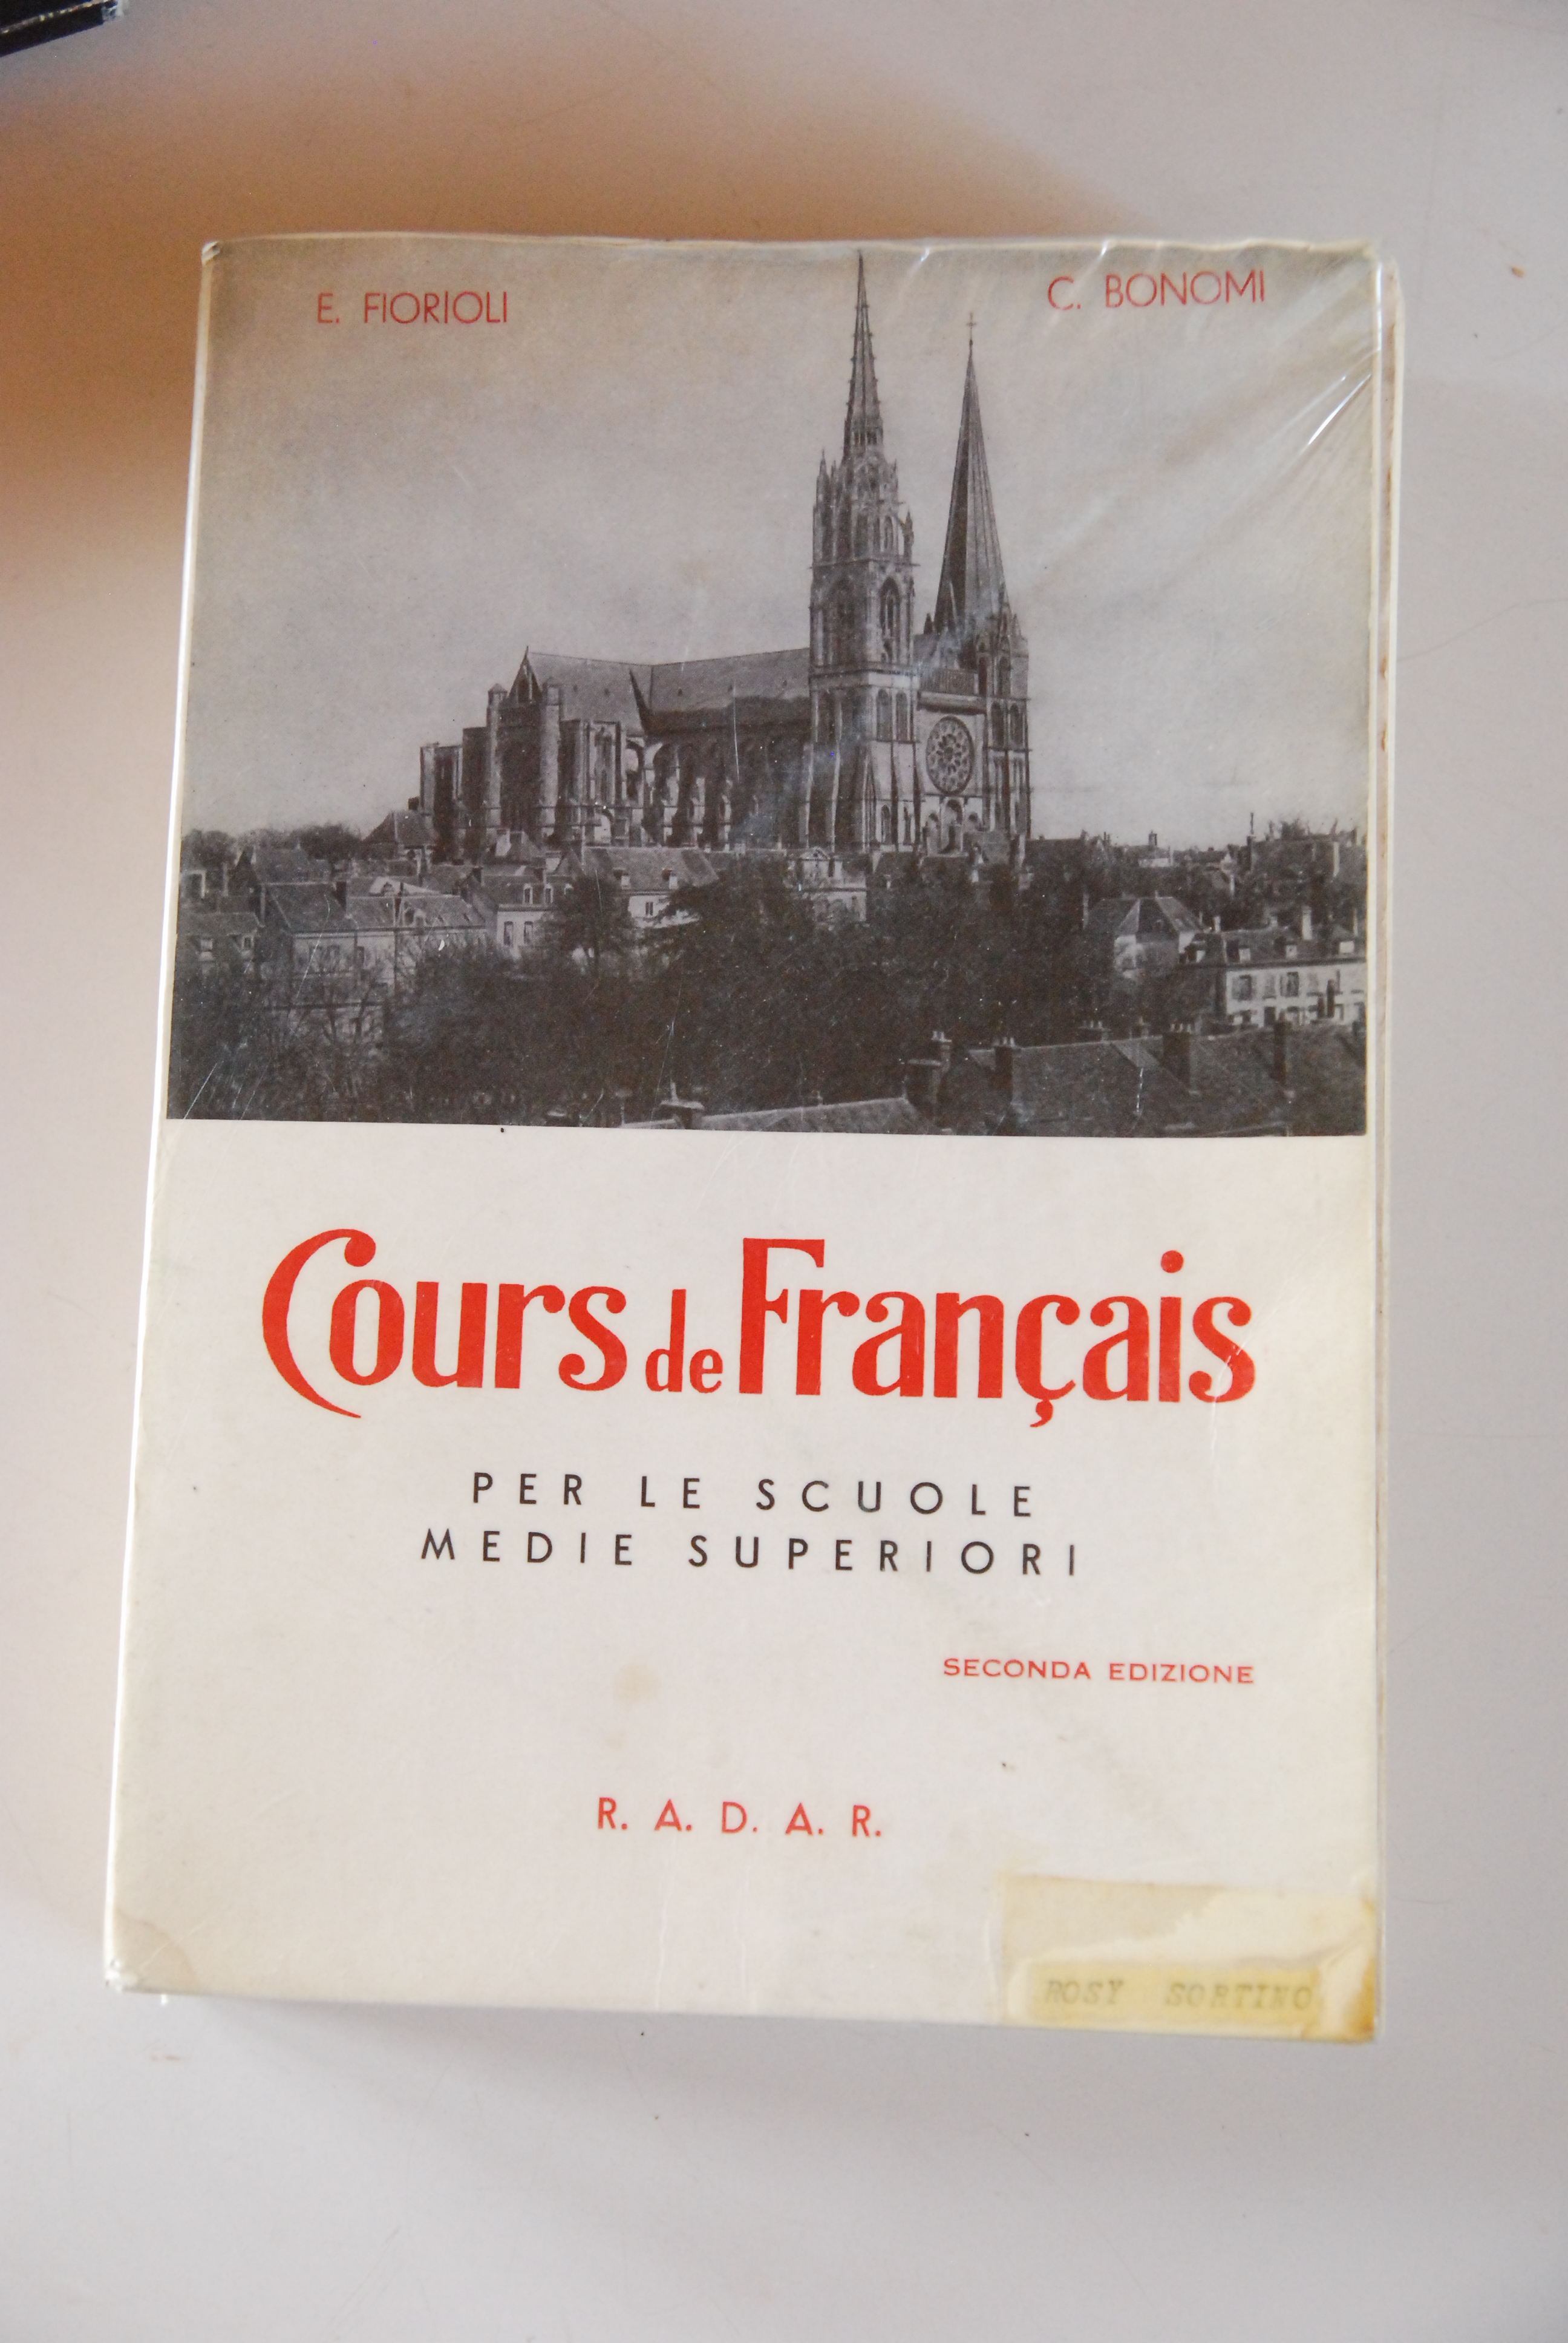 E. FIORIOLI
C. BONOMI
Cours de Français
PER LE SCUOLE
MEDIE SUPERIORI
SECONDA EDIZIONE
R. A. D. A. R.
ROSY SORTINO